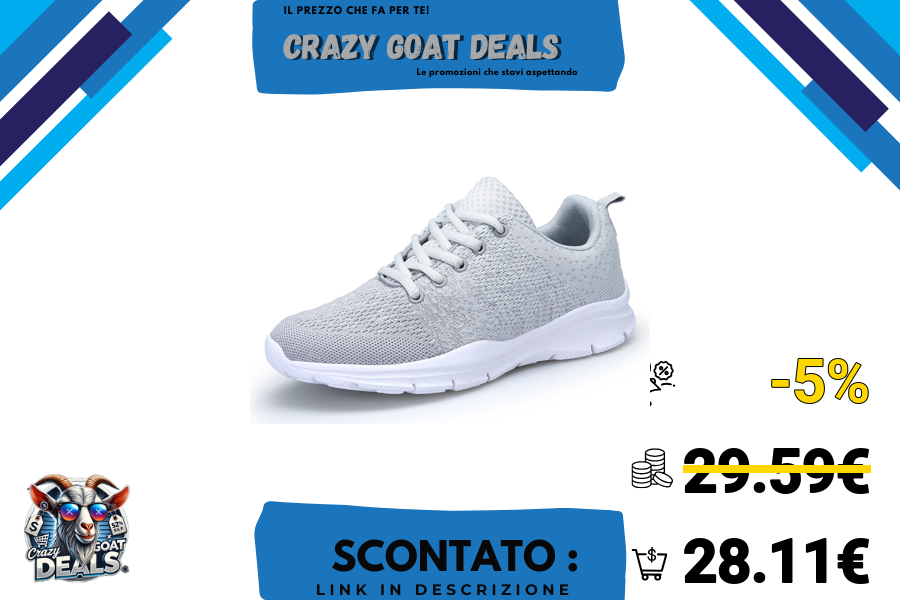 IL PREZZO CHE FA PER TE!
CRAZY GOAT DEALS
Le promozioni che stavi aspettando
-5%
29.59€
28.11€
SCONTATO :
LINK IN DESCRIZIONE
$
Crazy
GOAT
DEALS